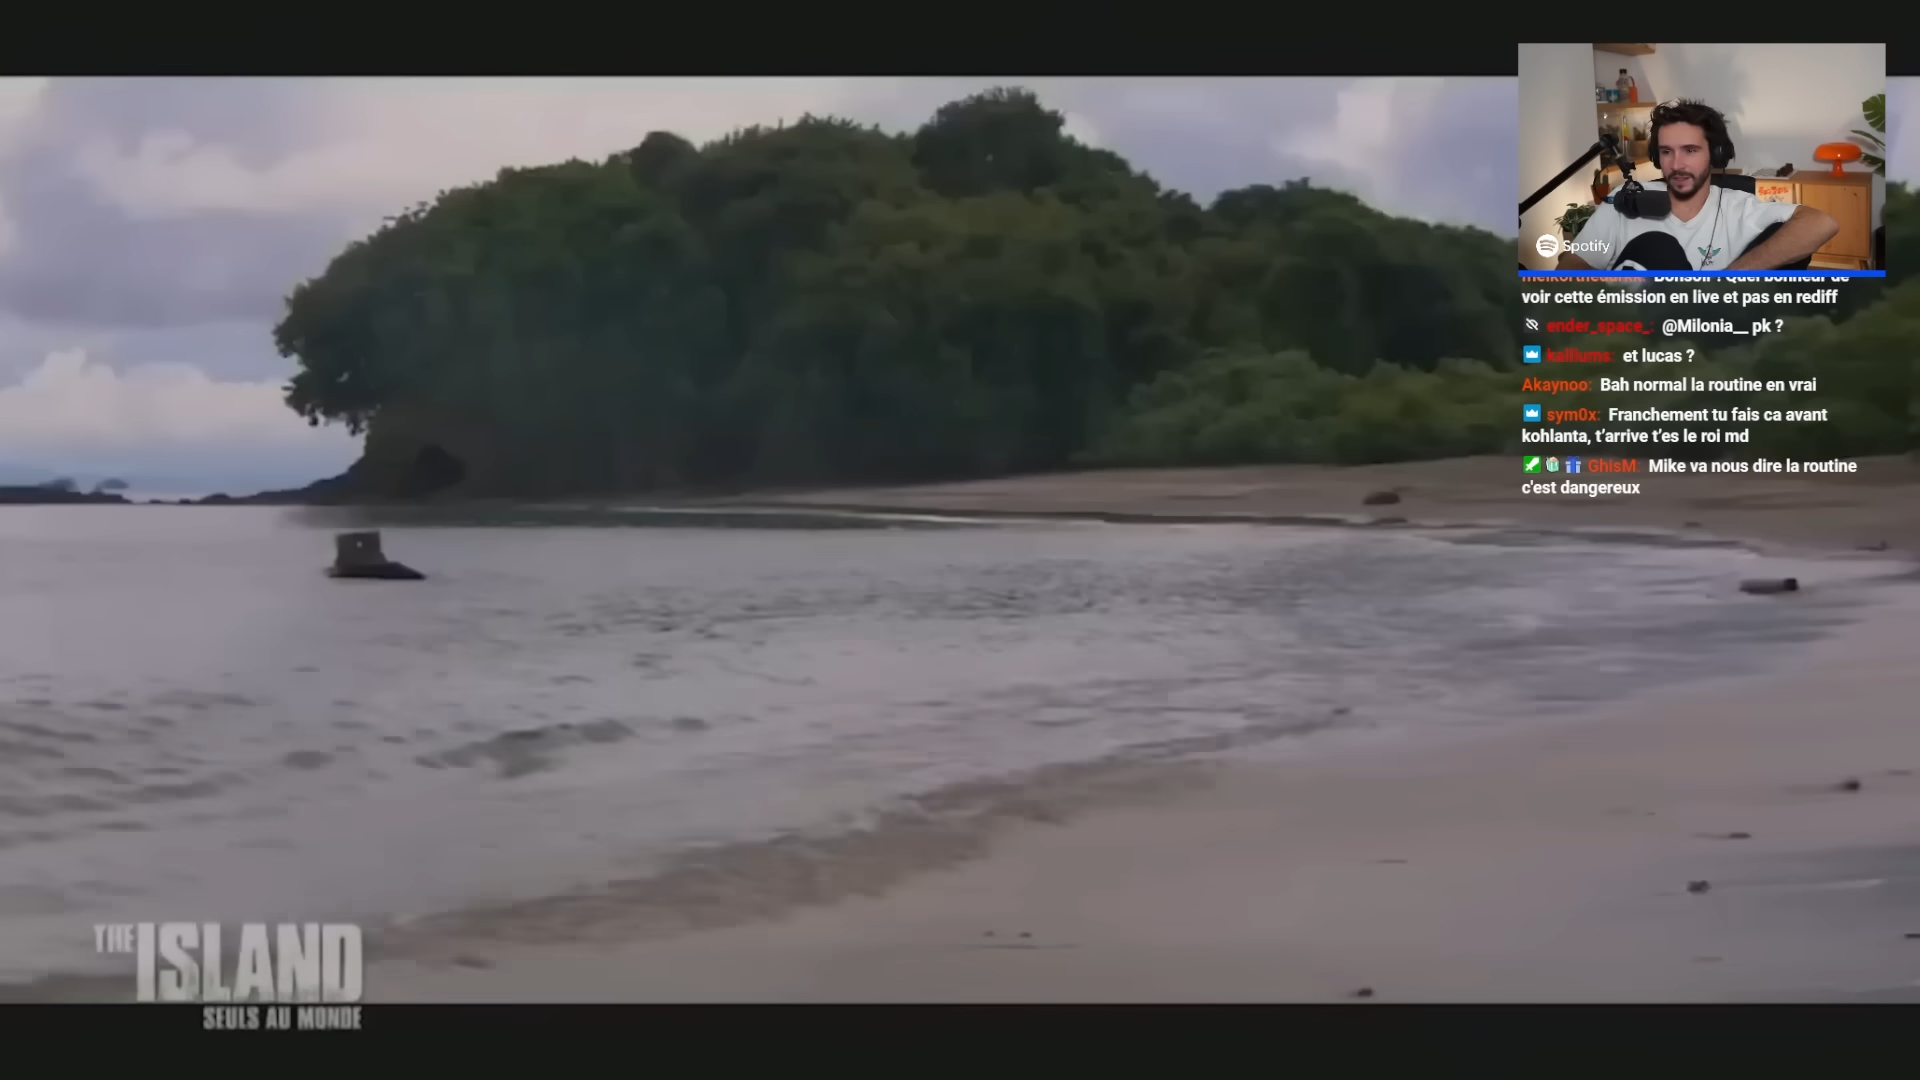 Spotify
voir cette émission en live et pas en rediff
ender_space_: @Milonia__ pk ?
kalliums: et lucas ?
Akaynoo: Bah normal la routine en vrai
sym0x: Franchement tu fais ca avant
kohlanta, t’arrive t’es le roi md
GhisM: Mike va nous dire la routine
c'est dangereux
THE ISLAND
SEULS AU MONDE